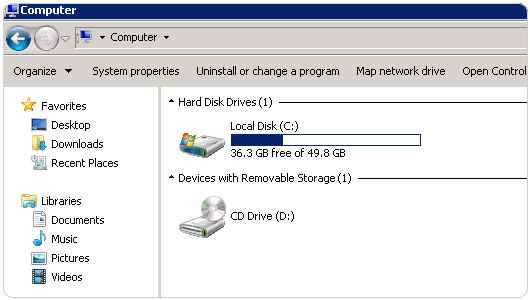 Computer
Computer
Organize System properties Uninstall or change a program Map network drive Open Control
Favorites
Desktop
Downloads
Recent Places
Libraries
Documents
Music
Pictures
Videos
Hard Disk Drives (1)
Local Disk (C:)
36.3 GB free of 49.8 GB
Devices with Removable Storage (1)
CD Drive (D:)